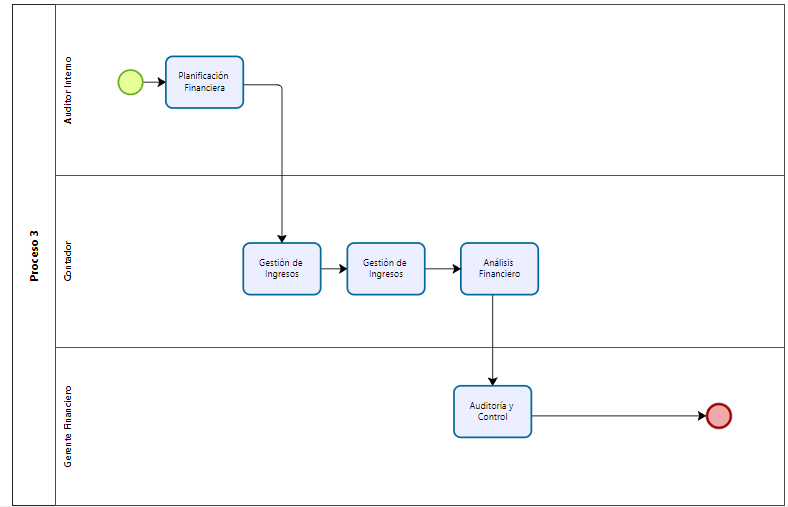 Proceso 3
Auditor Interno
Planificación
Financiera
Contador
Gestión de
Ingresos
Gestión de
Ingresos
Análisis
Financiero
Gerente Financiero
Auditoría y
Control